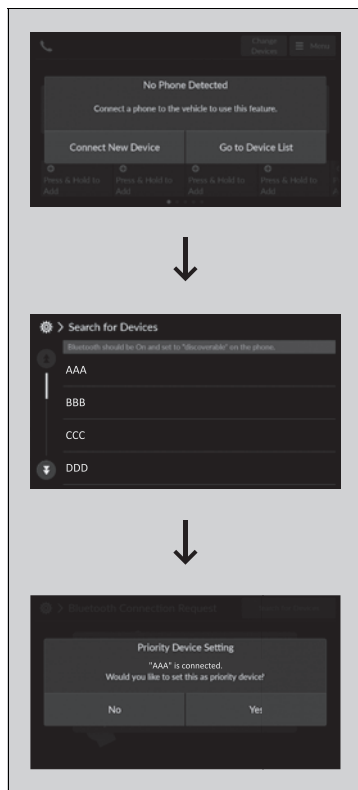 Change
Devices
Menu
No Phone Detected
Connect a phone to the vehicle to use this feature.
Connect New Device
Go to Device List
Press & Hold to
Add
Press & Hold to
Add
Press & Hold to
Add
Press & Hold to
Add
Search for Devices
Bluetooth should be On and set to "discoverable" on the phone.
AAA
BBB
CCC
DDD
Bluetooth Connection Request
Priority Device Setting
"AAA" is connected.
Would you like to set this as priority device?
No
Yes